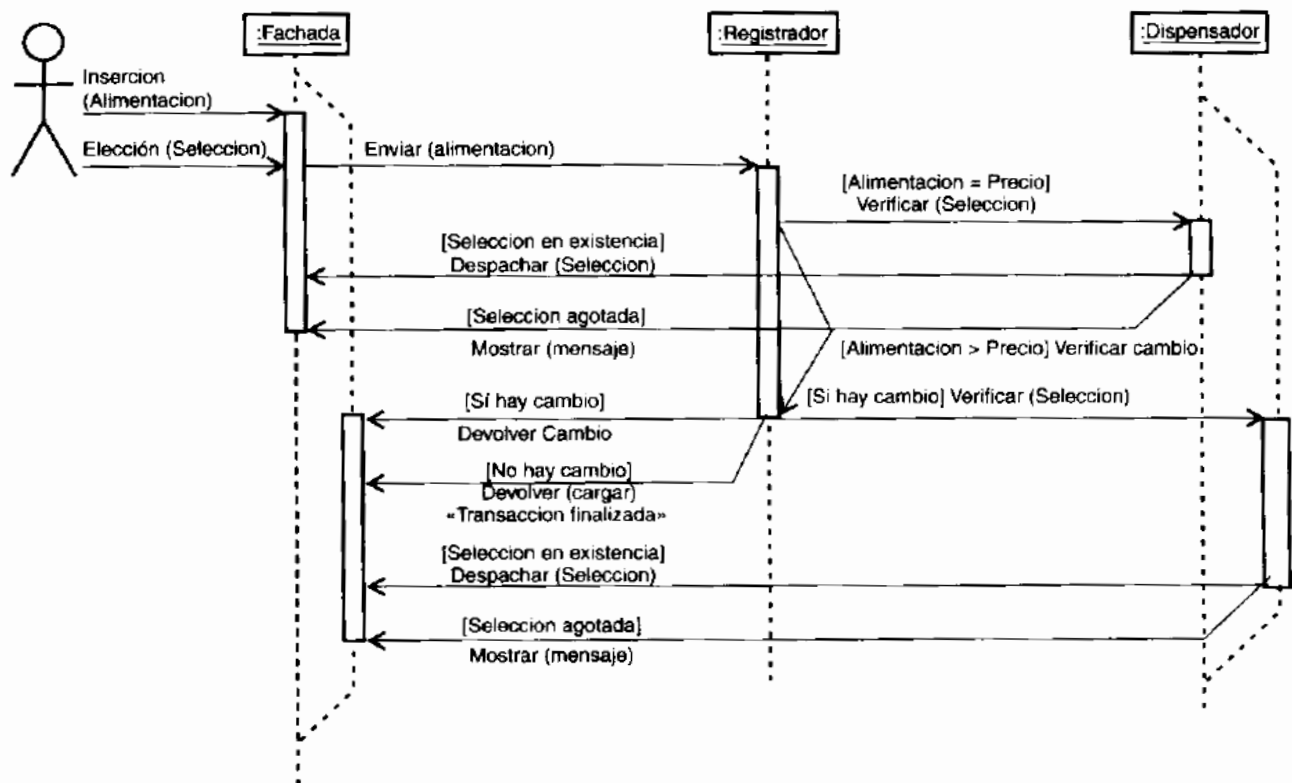 :Fachada
:Registrador
:Dispensador
Insercion
(Alimentacion)
Elección (Seleccion)
Enviar (alimentacion)
[Alimentacion = Precio]
Verificar (Seleccion)
[Seleccion en existencia]
Despachar (Seleccion)
[Seleccion agotada]
Mostrar (mensaje)
[Alimentacion > Precio] Verificar cambio
[Sí hay cambio]
Devolver Cambio
[Si hay cambio] Verificar (Seleccion)
[No hay cambio]
Devolver (cargar)
«Transaccion finalizada»
[Seleccion en existencia]
Despachar (Seleccion)
[Seleccion agotada]
Mostrar (mensaje)